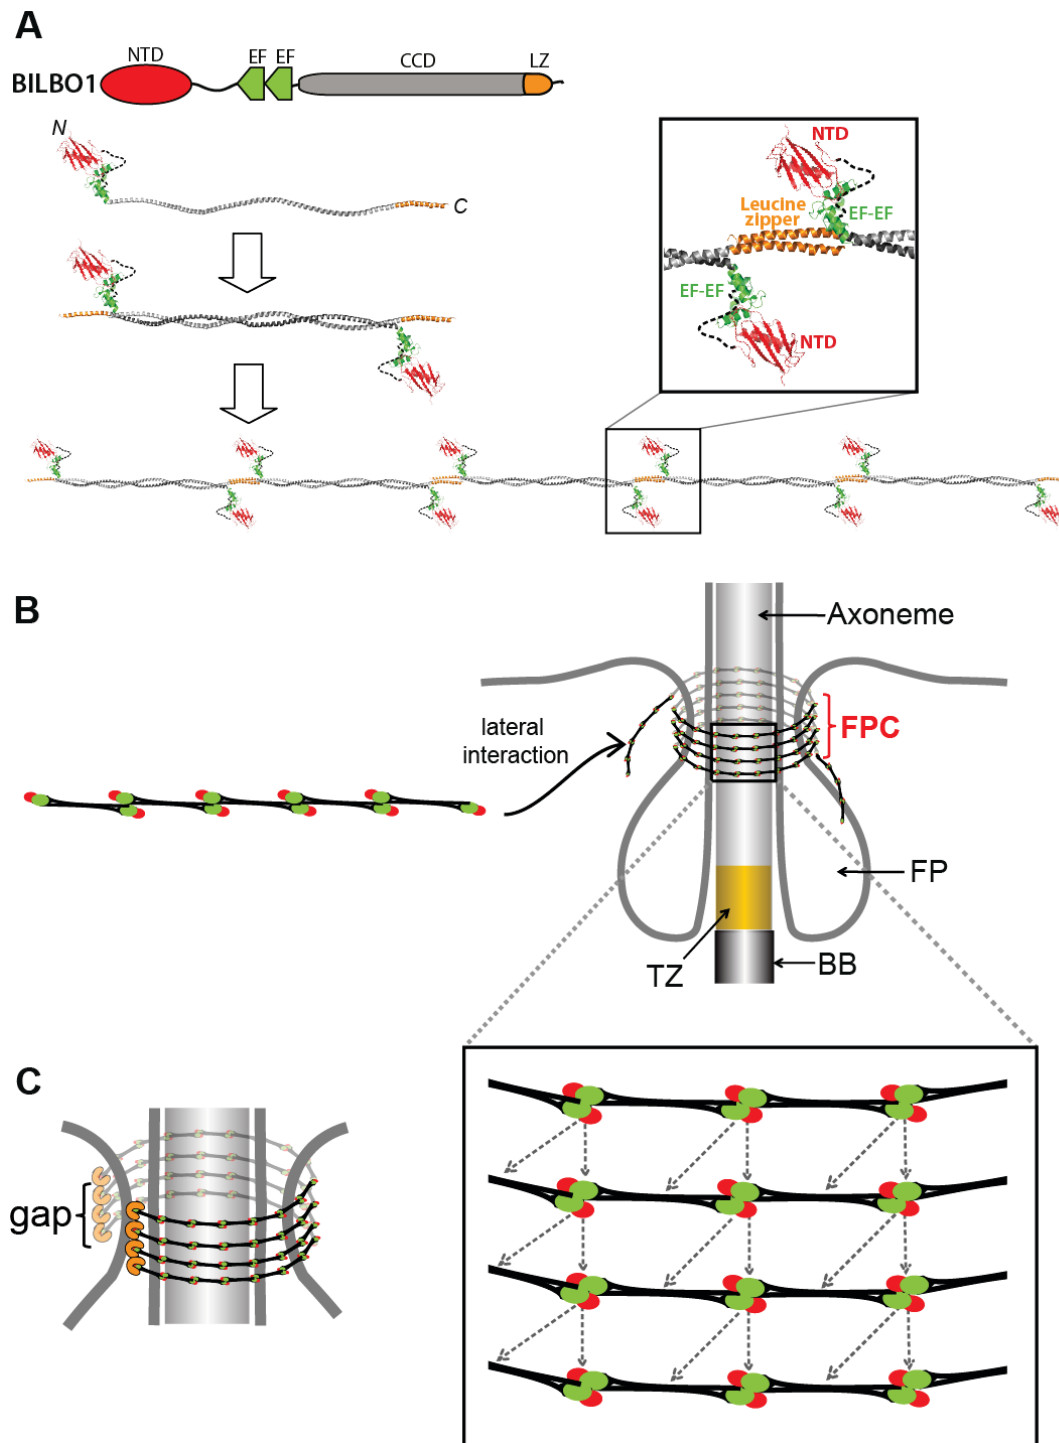 A
NTD
EF EF
CCD
LZ
BILBO1
N
C
NTD
Leucine
zipper
EF-EF
EF-EF
NTD
B
Axoneme
lateral
interaction
FPC
FP
TZ
BB
C
gap